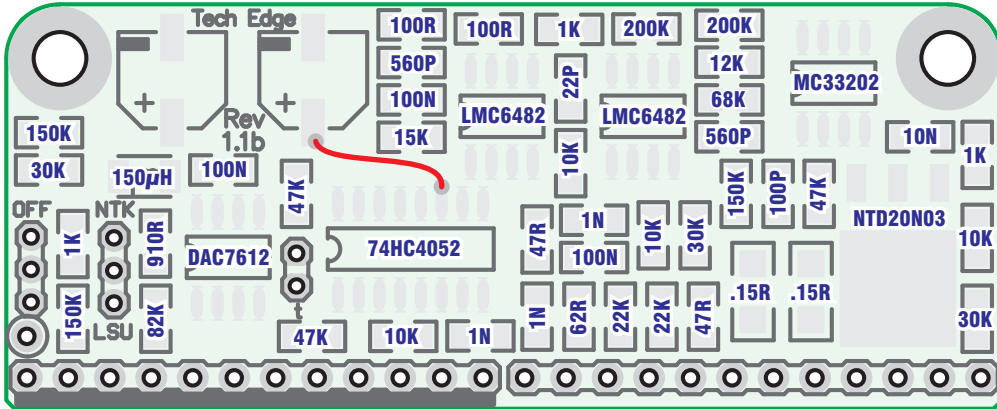 Tech Edge
100R
100R
1K
200K
200K
560P
22P
12K
MC33202
+
+
100N
LMC6482
LMC6482
68K
Rev
1.1b
150K
15K
560P
10N
1K
30K
150µH
100N
47K
10K
150K
100P
47K
OFF
NTK
1K
910R
DAC7612
74HC4052
47R
1N
100N
10K
30K
NTD20N03
10K
150K
LSU
82K
t
47K
10K
1N
1N
62R
22K
22K
47R
.15R
.15R
30K